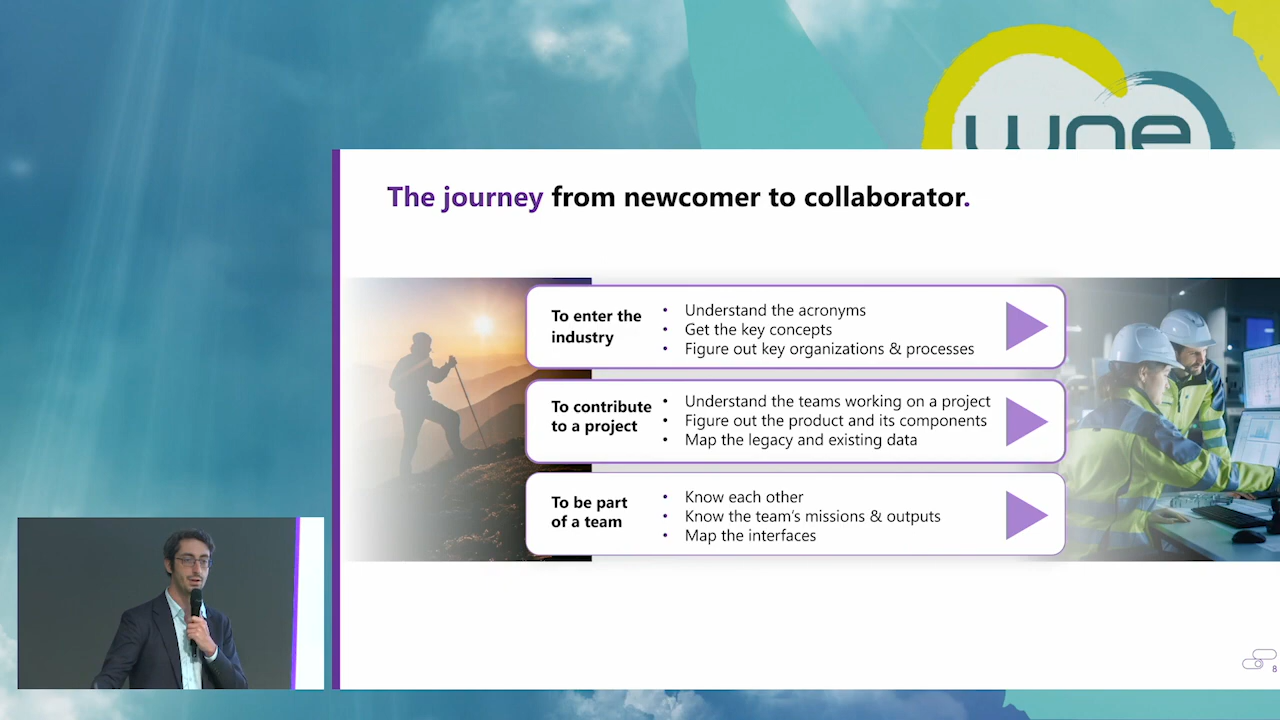 wne
The journey from newcomer to collaborator.
To enter the
industry
• Understand the acronyms
• Get the key concepts
• Figure out key organizations & processes
To contribute
to a project
• Understand the teams working on a project
• Figure out the product and its components
• Map the legacy and existing data
To be part
of a team
• Know each other
• Know the team's missions & outputs
• Map the interfaces
8